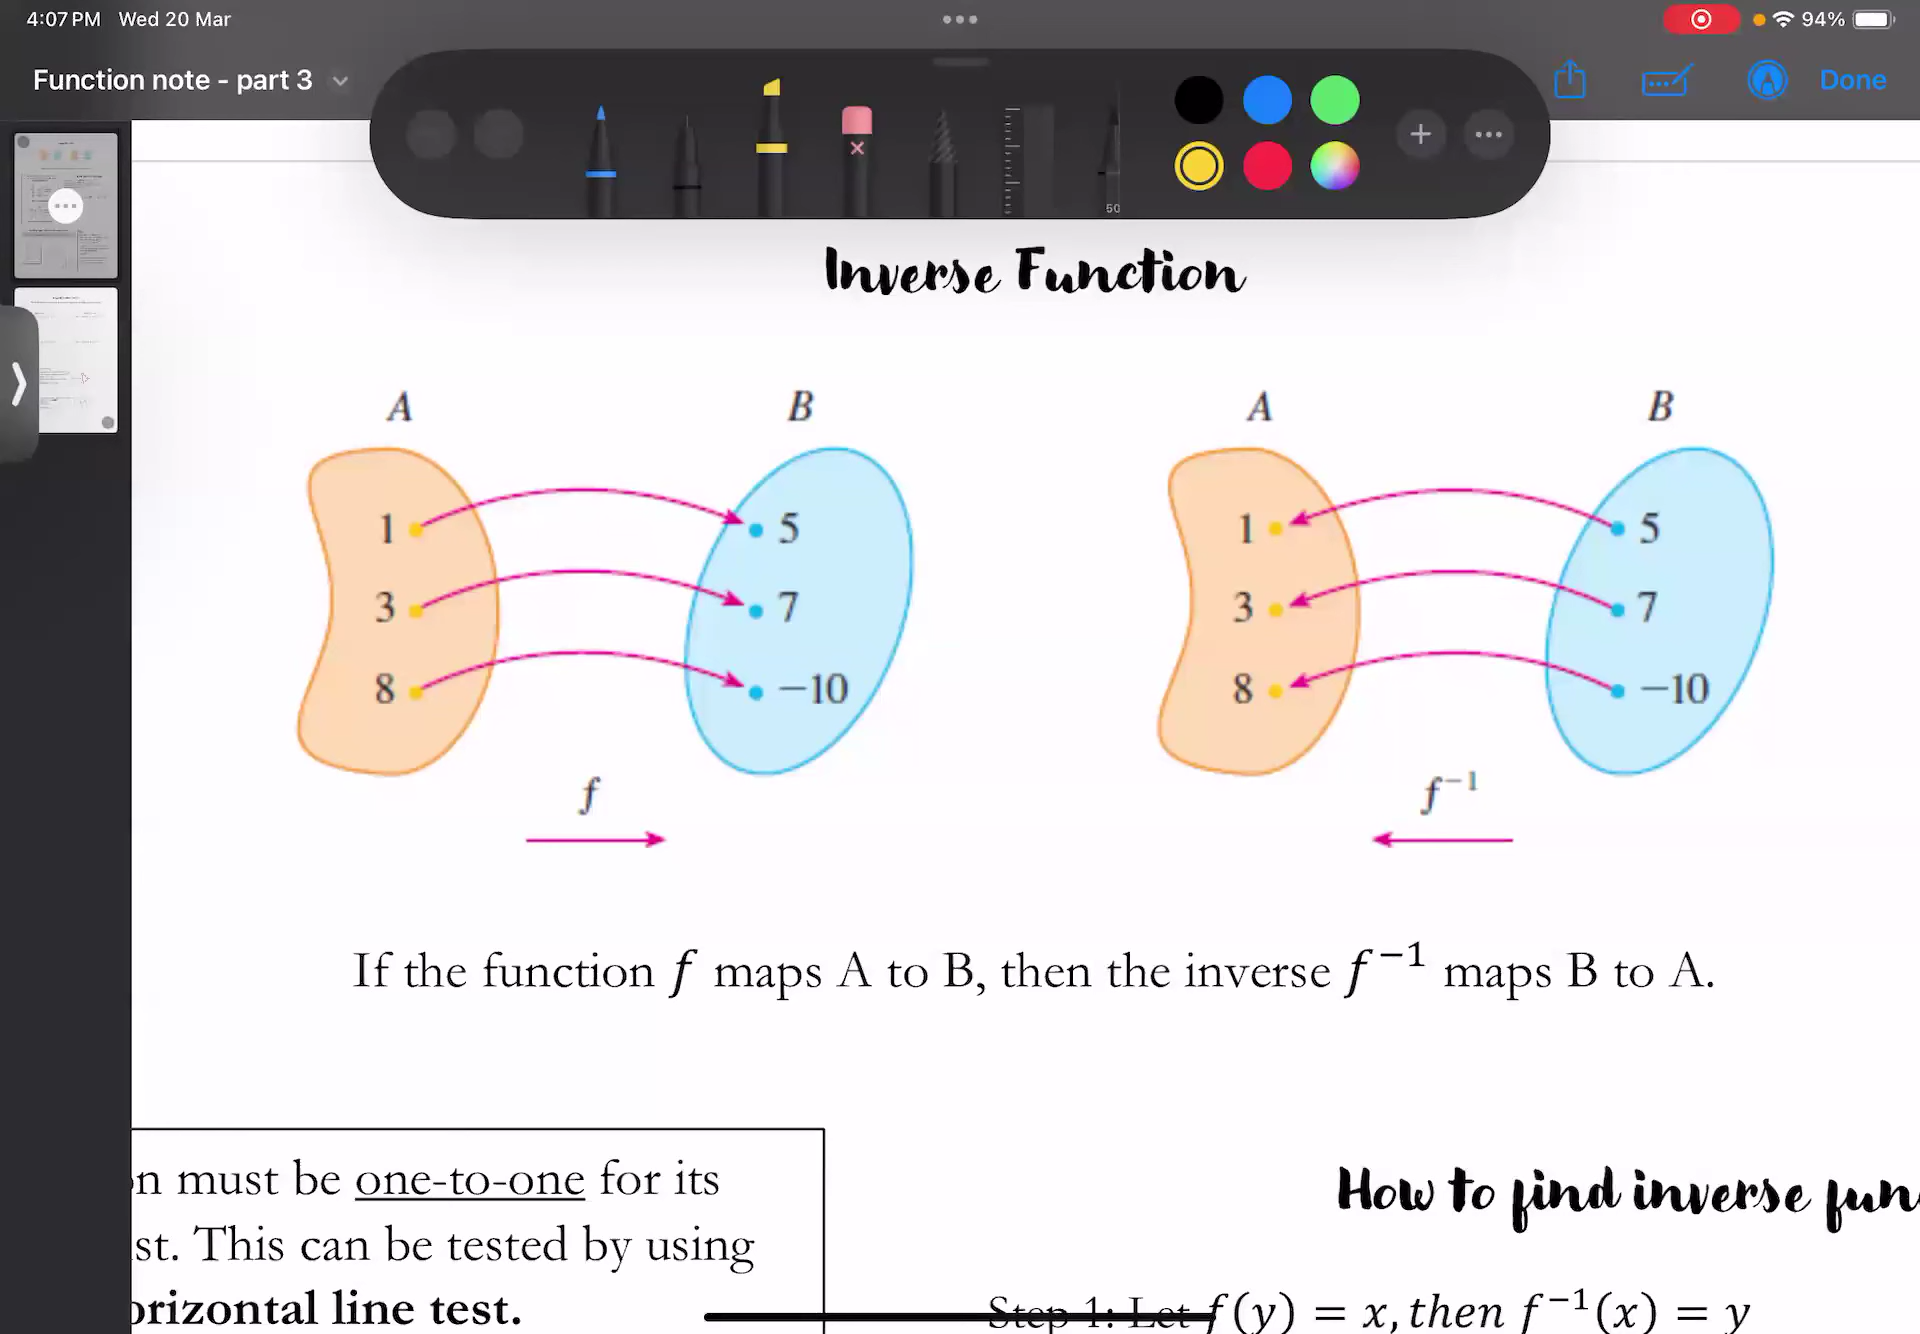 4:07 PM Wed 20 Mar
94%
Function note - part 3
Done
50
Inverse Function
A B A B
1 5 1 5
3 7 3 7
8 −10 8 −10
f f⁻¹
If the function f maps A to B, then the inverse f⁻¹ maps B to A.
n must be one-to-one for its
st. This can be tested by using
orizontal line test.
How to find inverse fun
Step 1: Let f(y) = x, then f⁻¹(x) = y